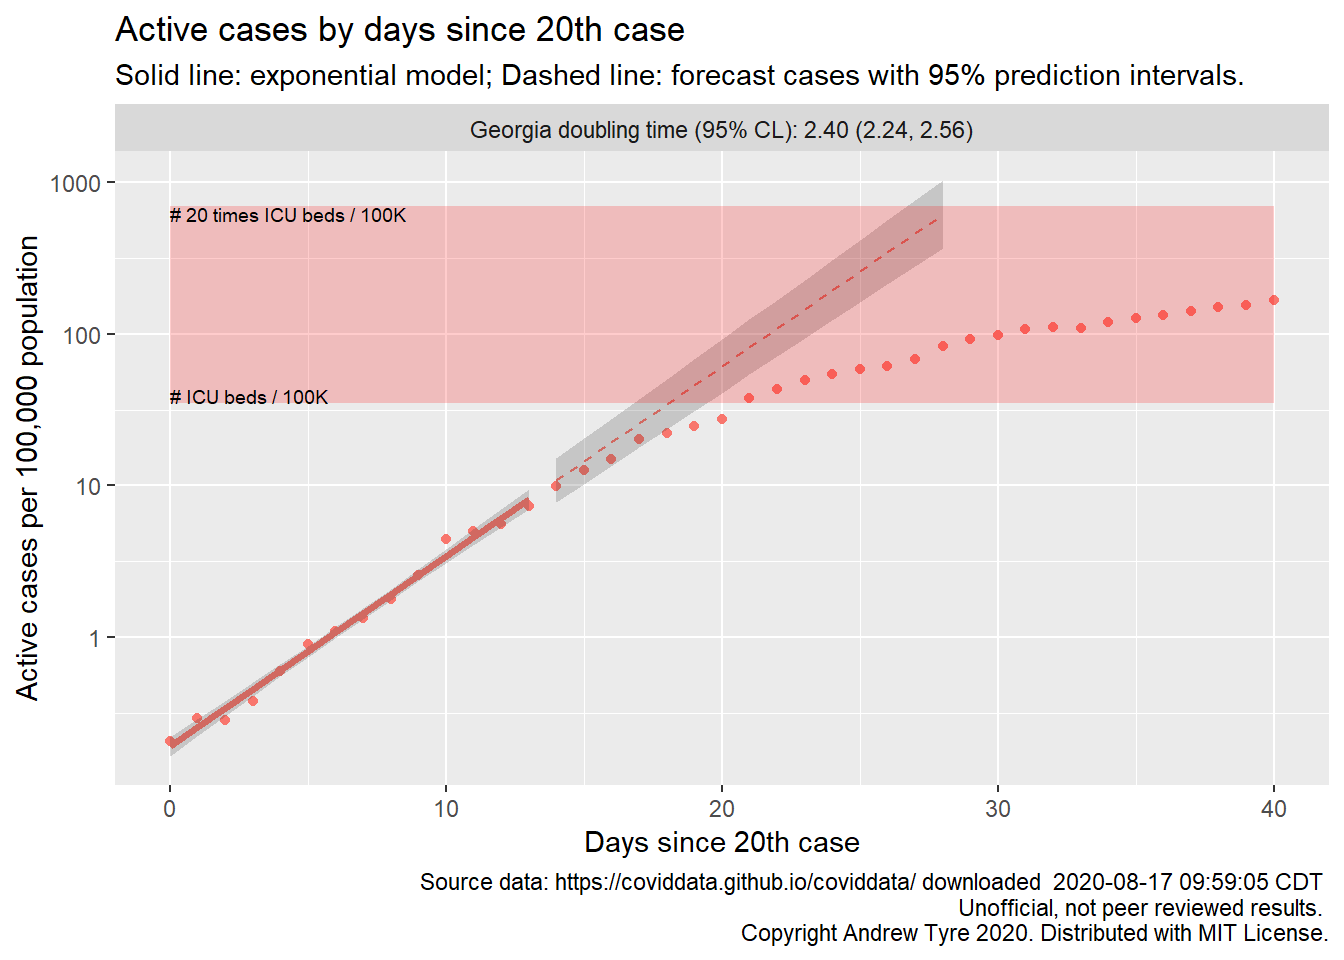 Active cases by days since 20th case
Solid line: exponential model; Dashed line: forecast cases with 95% prediction intervals.
Georgia doubling time (95% CL): 2.40 (2.24, 2.56)
Active cases per 100,000 population
1000
100
10
1
# 20 times ICU beds / 100K
# ICU beds / 100K
0
10
20
30
40
Days since 20th case
Source data: https://coviddata.github.io/coviddata/ downloaded  2020-08-17 09:59:05 CDT
Unofficial, not peer reviewed results.
Copyright Andrew Tyre 2020. Distributed with MIT License.